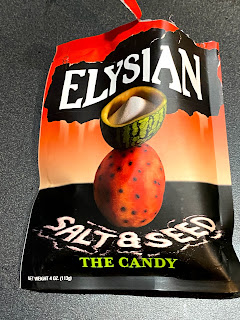 ELYSIAN
SALT & SEED
THE CANDY
NET WEIGHT 4 OZ. (113g)